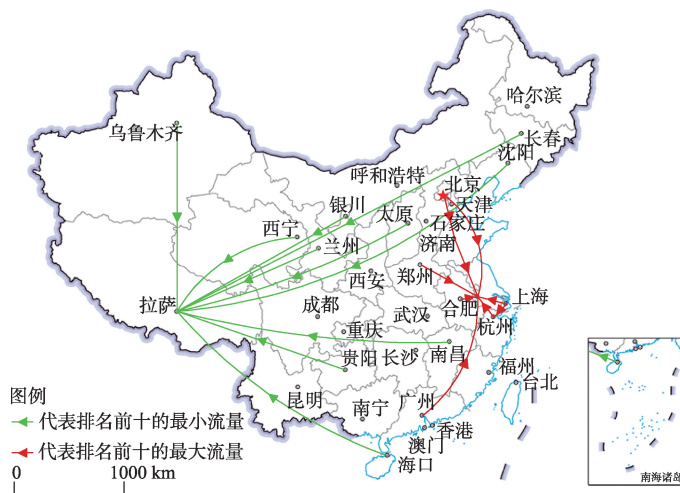 哈尔滨
乌鲁木齐
长春
沈阳
呼和浩特
北京
银川
天津
太原
石家庄
西宁
兰州
济南
郑州
西安
拉萨
成都
合肥
上海
武汉
杭州
重庆
贵阳
长沙
南昌
福州
台北
图例
昆明
南宁
广州
代表排名前十的最小流量
香港
澳门
代表排名前十的最大流量
海口
0
1000 km
南海诸岛